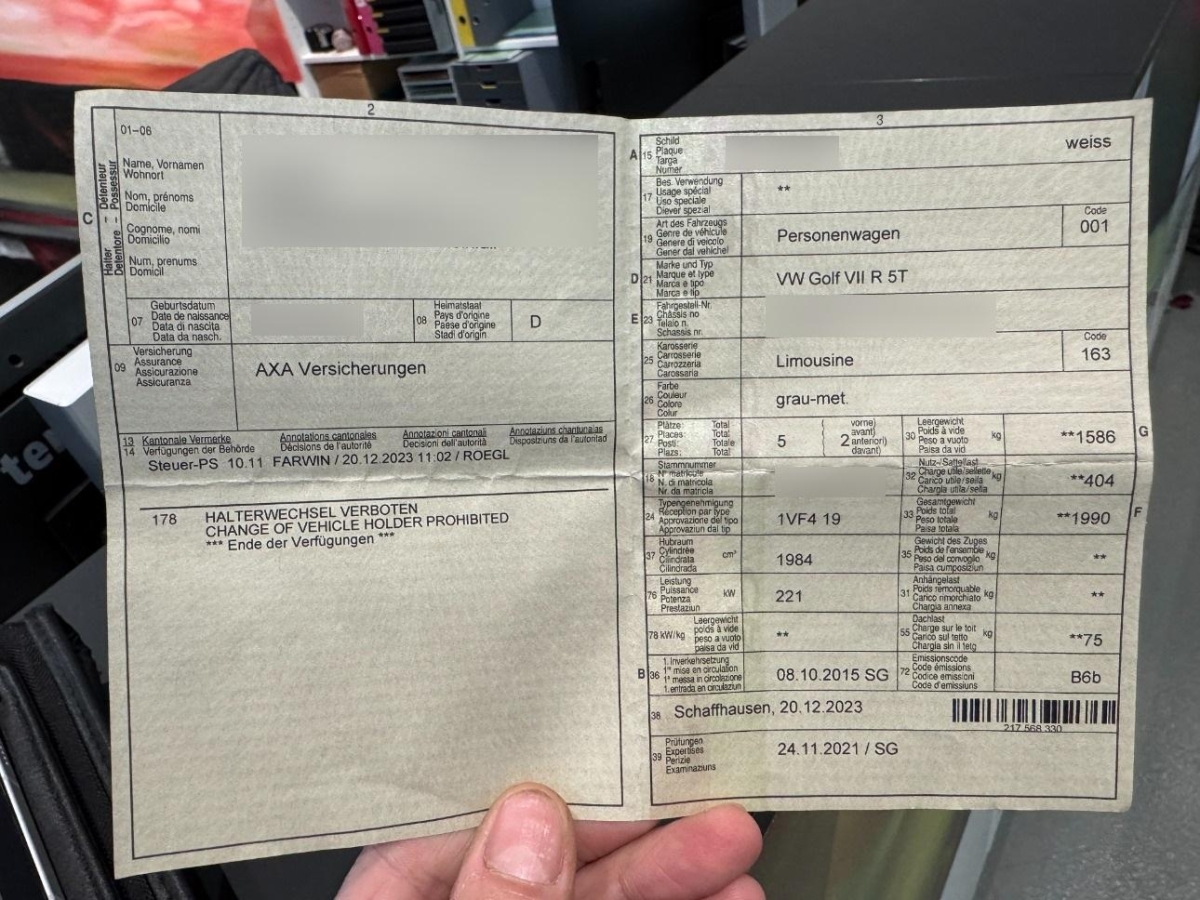 2
01-06
Name, Vornamen
Wohnort
Nom, prénoms
Domicile
Cognome, nomi
Domicilio
Num, prenums
Domicil
C
Halter – Détenteur
Detentore – Possessur
07
Geburtsdatum
Date de naissance
Data di nascita
Data da nasch.
08
Heimatstaat
Pays d'origine
Paese d'origine
Stadi d'origin
D
09
Versicherung
Assurance
Assicurazione
Assicuranza
AXA Versicherungen
13 Kantonale Vermerke Annotations cantonales Annotazioni cantonali Annotaziuns chantunalas
14 Verfügungen der Behörde Décisions de l'autorité Decisioni dell'autorità Dispostziuns da l'autoritad
Steuer-PS 10.11 FARWIN / 20.12.2023 11:02 / ROEGL
178 HALTERWECHSEL VERBOTEN
CHANGE OF VEHICLE HOLDER PROHIBITED
*** Ende der Verfügungen ***
3
A 15
Schild
Plaque
Targa
Numer
weiss
17
Bes. Verwendung
Usage spécial
Uso speciale
Diever spezial
**
19
Art des Fahrzeugs
Genre de véhicule
Genere di veicolo
Gener dal vehichel
Personenwagen
Code
001
D 21
Marke und Typ
Marque et type
Marca e tipo
Marca e tip
VW Golf VII R 5T
E 23
Fahrgestell-Nr.
Châssis no
Telaio n.
Schassis nr.
25
Karosserie
Carrosserie
Carrozzeria
Carossaria
Limousine
Code
163
26
Farbe
Couleur
Colore
Colur
grau-met.
27
Plätze: Total
Places: Total
Posti: Totale
Plazs: Total
5
( vorne)
avant)
2 anteriori)
davant)
30
Leergewicht
Poids à vide
Peso a vuoto
Paisa da vid
kg
**1586
G
18
Stammnummer
N° matricule
N. di matricola
Nr. da matricla
32
Nutz-/Sattellast
Charge utile/sellette
Carico utile/sella
Chargia utila/sella
kg
**404
24
Typengenehmigung
Réception par type
Approvazione del tipo
Approvaziun dal tip
1VF4 19
33
Gesamtgewicht
Poids total
Peso totale
Paisa totala
kg
**1990
F
37
Hubraum
Cylindrée
Cilindrata
Cilindrada
cm³
1984
35
Gewicht des Zuges
Poids de l'ensemble
Peso del convoglio
Paisa cumposiziun
kg
**
76
Leistung
Puissance
Potenza
Prestaziun
kW
221
31
Anhängelast
Poids remorquable
Carico rimorchiato
Chargia annexa
kg
**
78 kW/kg
Leergewicht
poids à vide
peso a vuoto
paisa da vid
**
55
Dachlast
Charge sur le toit
Carico sul tetto
Chargia sin il tetg
kg
**75
B 36
1. Inverkehrsetzung
1re mise en circulation
1a messa in circolazione
1. entrada en circulaziun
08.10.2015 SG
72
Emissionscode
Code émissions
Codice emissioni
Code d'emissiuns
B6b
38 Schaffhausen, 20.12.2023
217 568 330
39
Prüfungen
Expertises
Perizie
Examinaziuns
24.11.2021 / SG